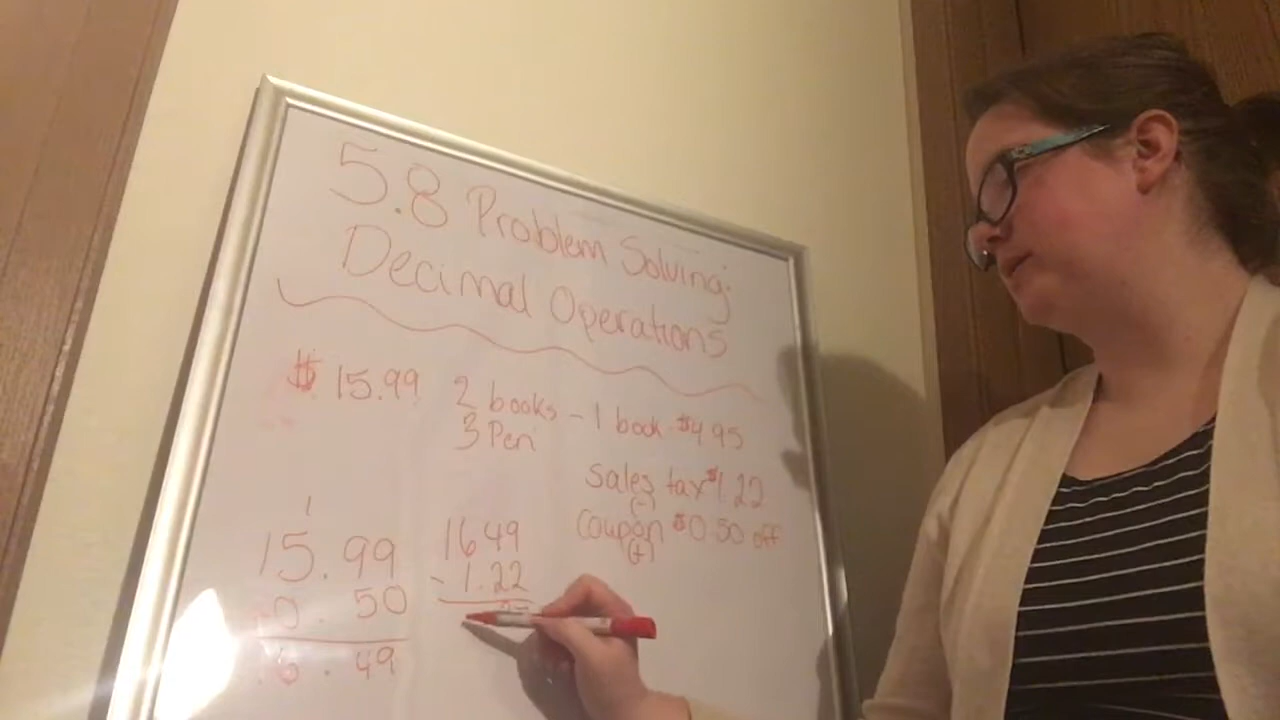 5.8 Problem Solving:
Decimal Operations
$ 15.99
2 books - 1 book - $4.95
3 Pen
Sales tax $1.22
(-)
Coupon $0.50 off
(+)
1
15.99
0.50
16.49
16.49
- 1.22